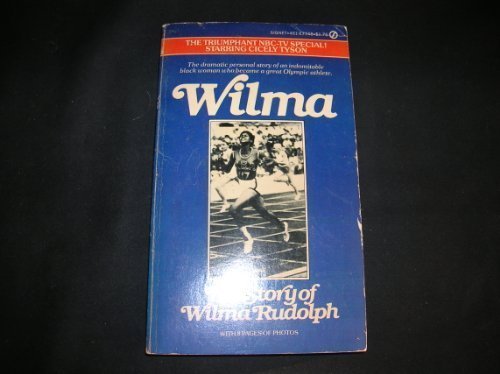 THE TRIUMPHANT NBC-TV SPECIAL!
STARRING CICELY TYSON
The dramatic personal story of an indomitable
black woman who became a great Olympic athlete.
Wilma
Story of
Wilma Rudolph
WITH 8 PAGES OF PHOTOS